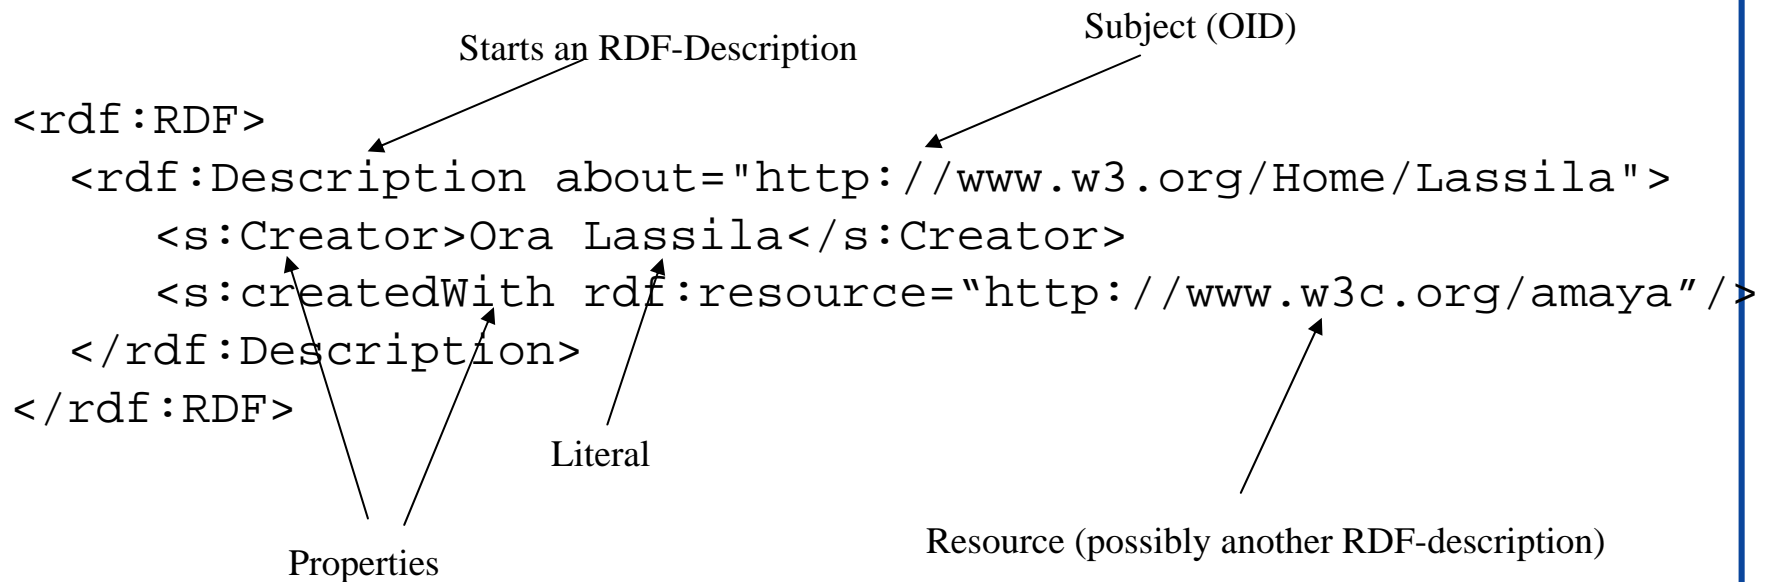 Subject (OID)
Starts an RDF-Description
<rdf:RDF>
<rdf:Description about="http://www.w3.org/Home/Lassila">
<s:Creator>Ora Lassila</s:Creator>
<s:createdWith rdf:resource=“http://www.w3c.org/amaya”/>
</rdf:Description>
</rdf:RDF>
Literal
Resource (possibly another RDF-description)
Properties